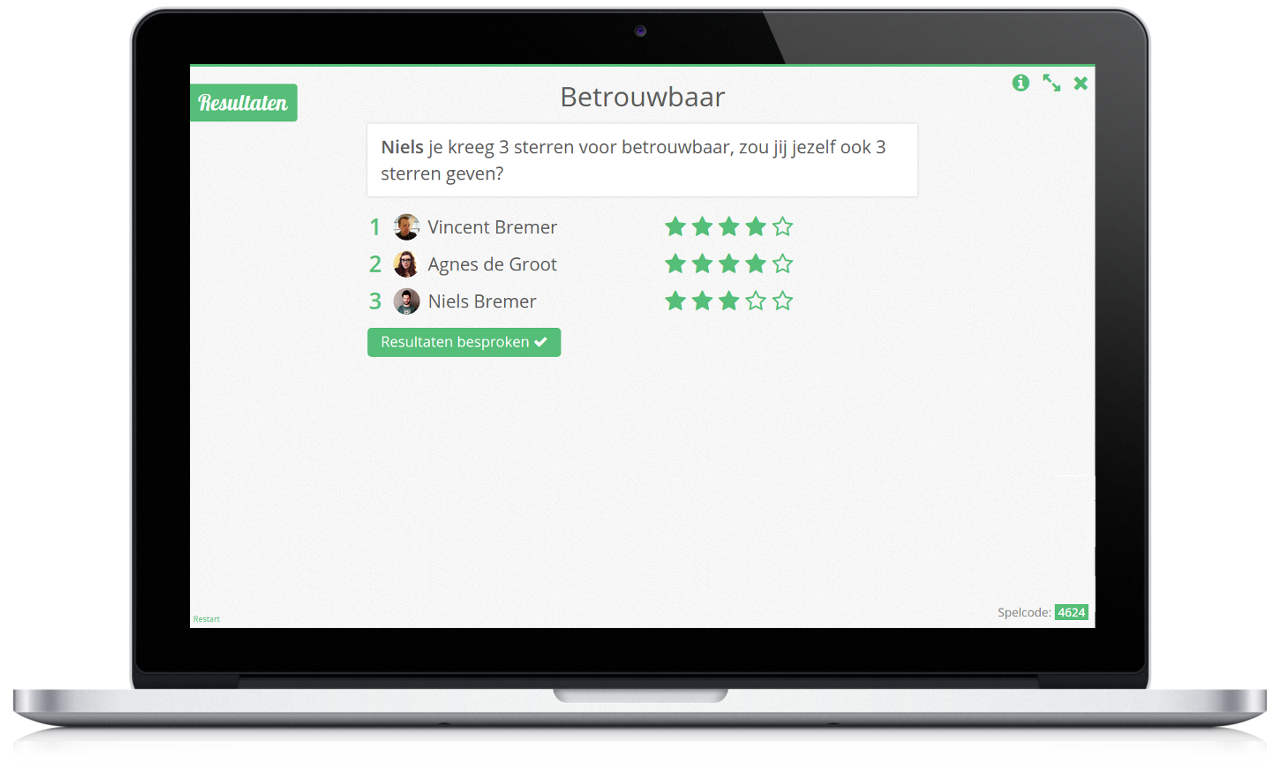 Resultaten
Betrouwbaar
Niels je kreeg 3 sterren voor betrouwbaar, zou jij jezelf ook 3
sterren geven?
1 Vincent Bremer
2 Agnes de Groot
3 Niels Bremer
Resultaten besproken
Spelcode: 4624
Restart